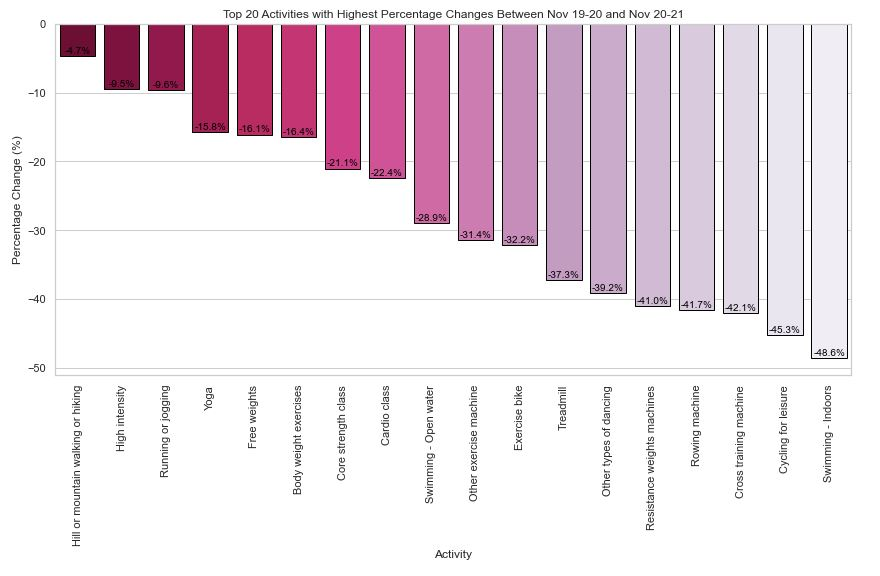 Top 20 Activities with Highest Percentage Changes Between Nov 19-20 and Nov 20-21
Percentage Change (%)
0
−10
−20
−30
−40
−50
-4.7%
-9.5%
-9.6%
-15.8%
-16.1%
-16.4%
-21.1%
-22.4%
-28.9%
-31.4%
-32.2%
-37.3%
-39.2%
-41.0%
-41.7%
-42.1%
-45.3%
-48.6%
Hill or mountain walking or hiking
High intensity
Running or jogging
Yoga
Free weights
Body weight exercises
Core strength class
Cardio class
Swimming - Open water
Other exercise machine
Exercise bike
Treadmill
Other types of dancing
Resistance weights machines
Rowing machine
Cross training machine
Cycling for leisure
Swimming - Indoors
Activity